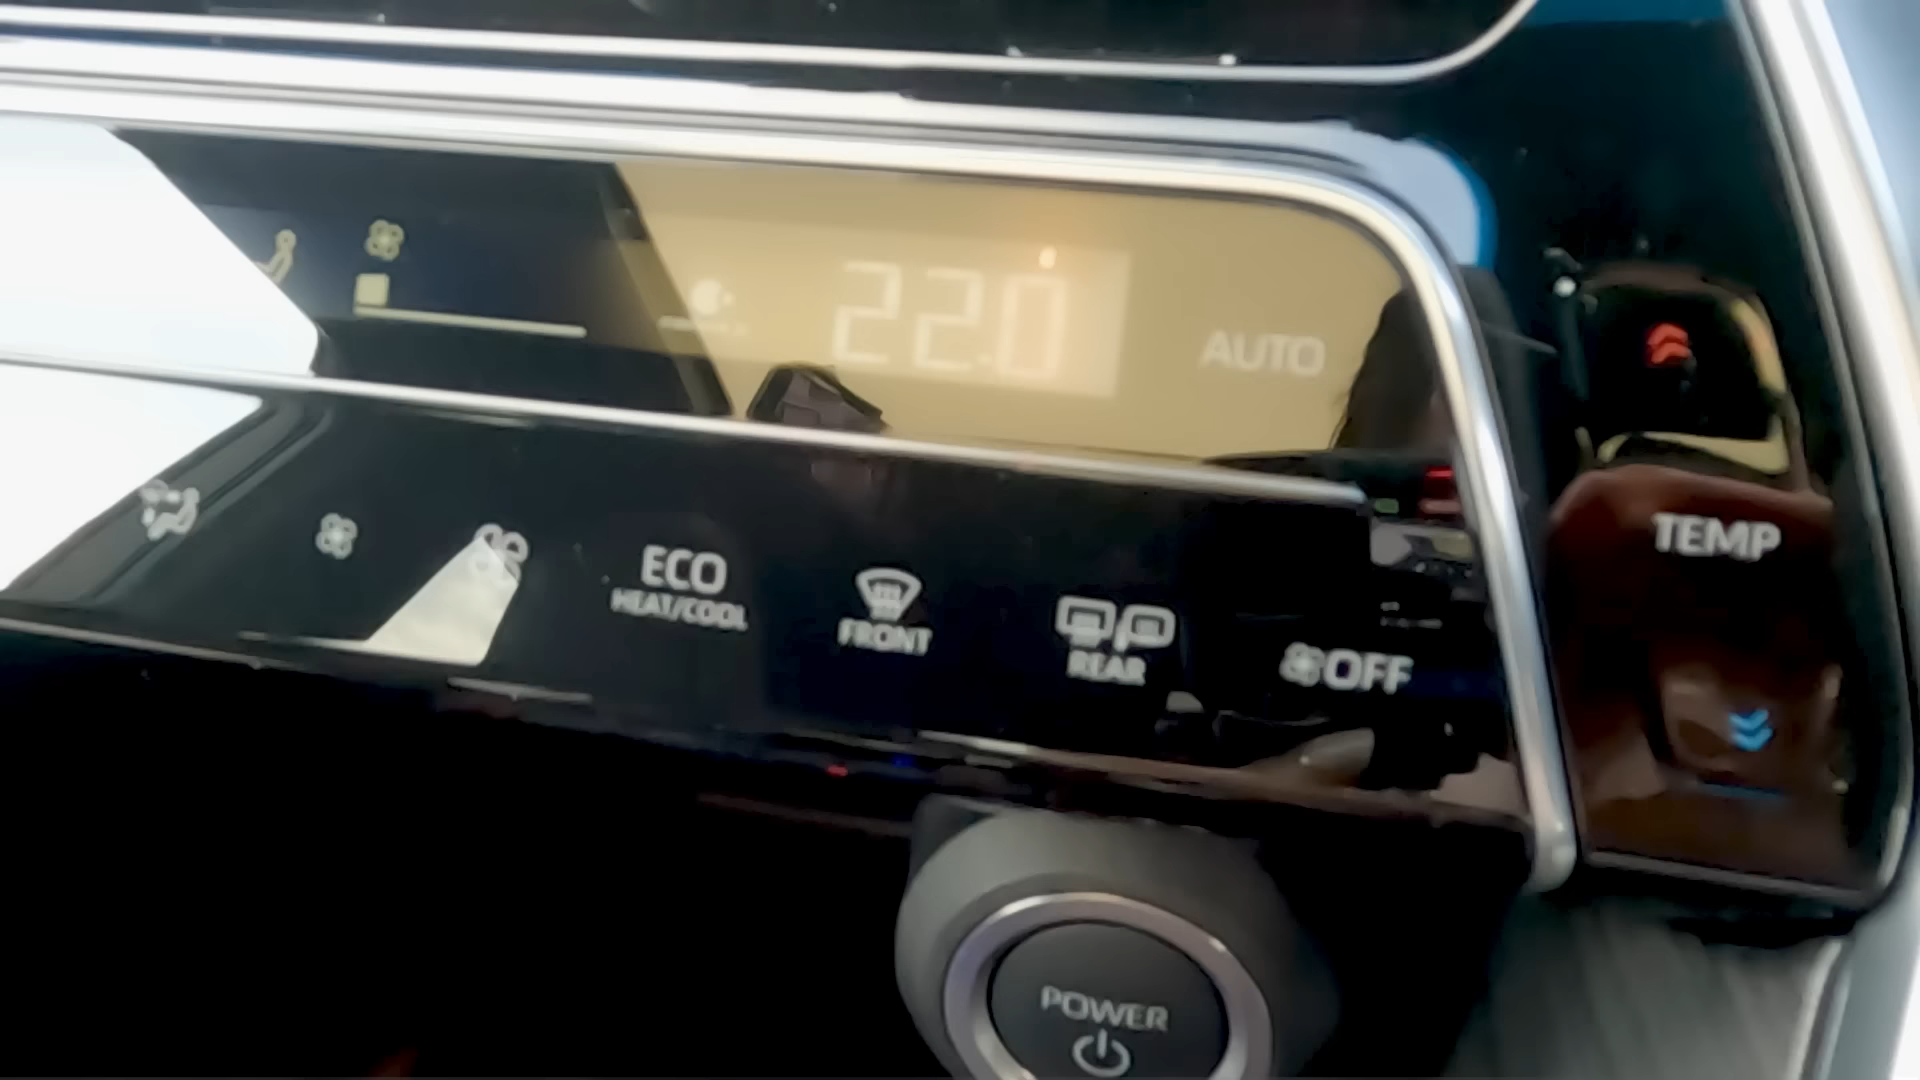 22.0
AUTO
TEMP
ECO
HEAT/COOL
FRONT
REAR
OFF
POWER